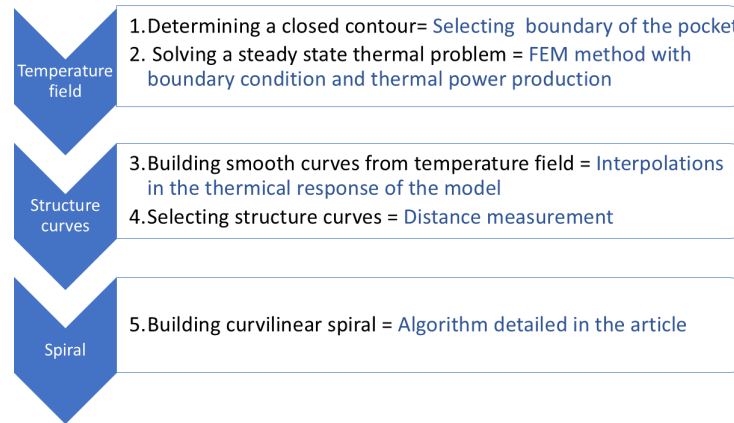 Temperature
field
1.Determining a closed contour= Selecting boundary of the pocket
2. Solving a steady state thermal problem = FEM method with
boundary condition and thermal power production
Structure
curves
3.Building smooth curves from temperature field = Interpolations
in the thermical response of the model
4.Selecting structure curves = Distance measurement
Spiral
5.Building curvilinear spiral = Algorithm detailed in the article